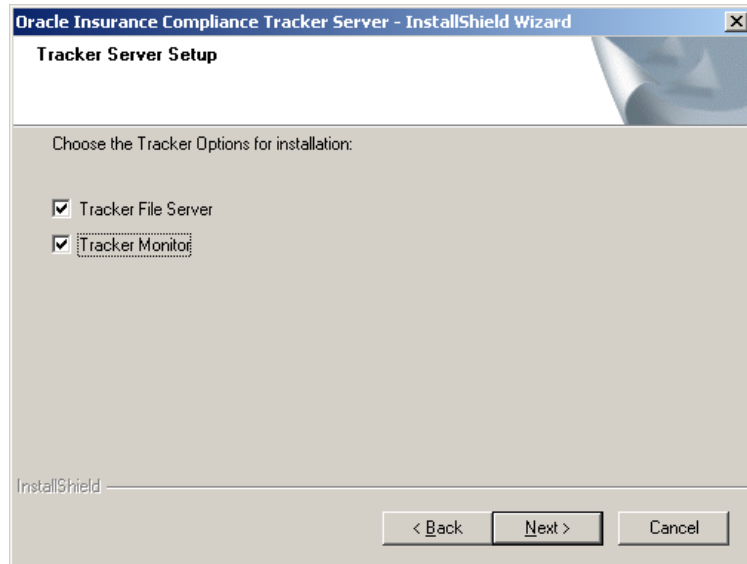 Oracle Insurance Compliance Tracker Server - InstallShield Wizard
Tracker Server Setup
Choose the Tracker Options for installation:
Tracker File Server
Tracker Monitor
InstallShield
< Back Next > Cancel